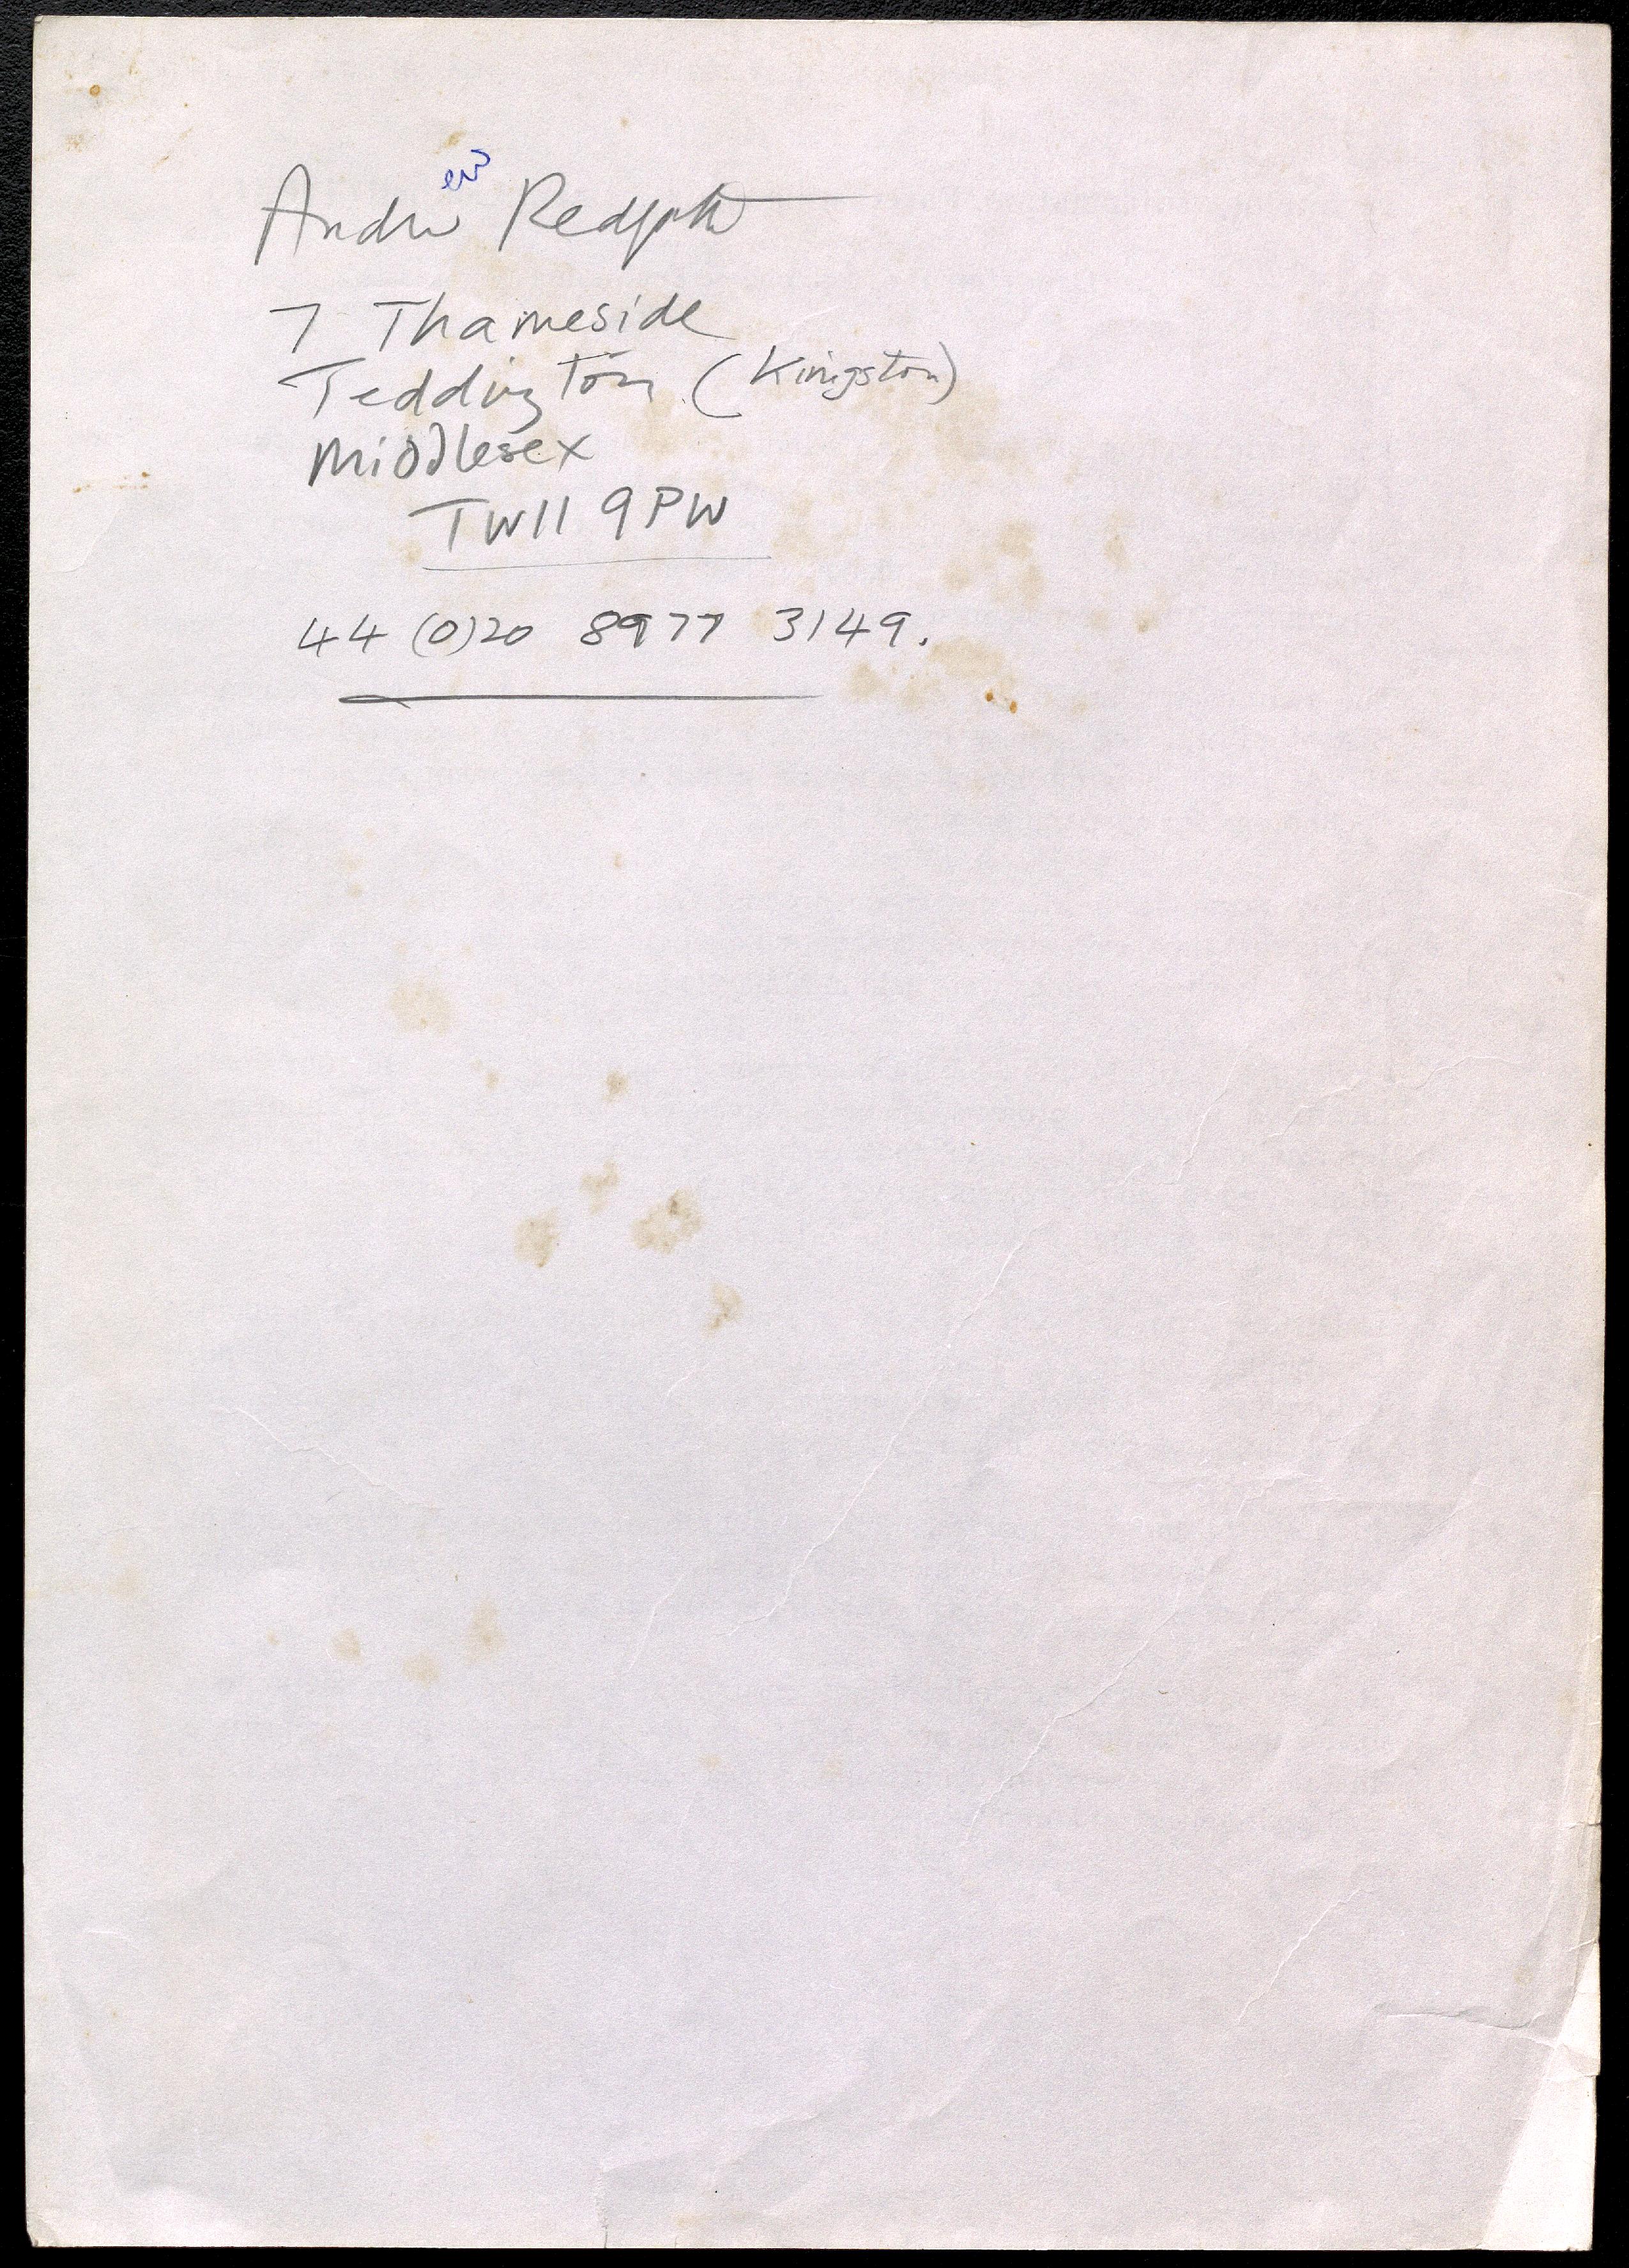 Andrew Redpath
7 Thameside
Teddington (Kingston)
Middlesex
TW11 9PW
44 (0)20 8977 3149.